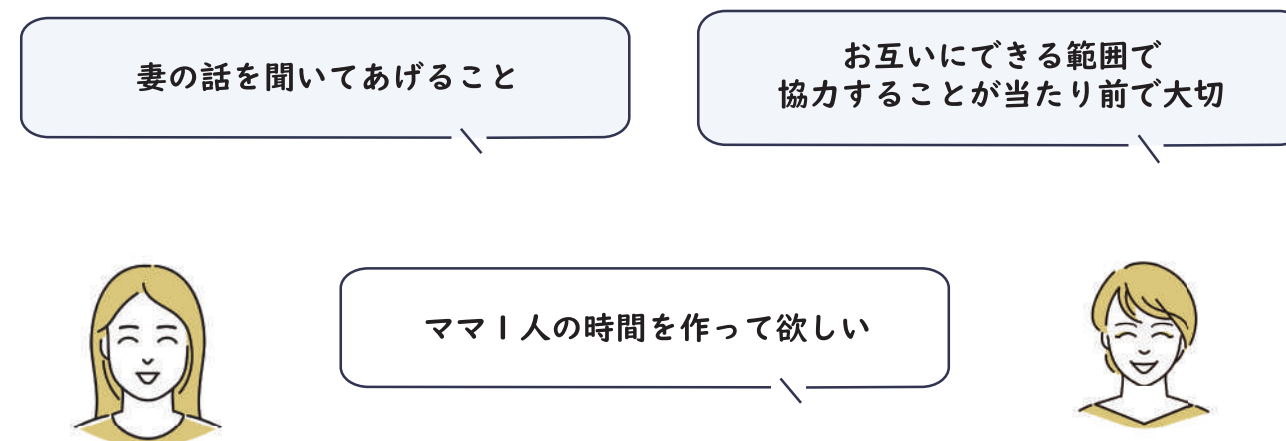 妻の話を聞いてあげること
お互いにできる範囲で
協力することが当たり前で大切
ママ1人の時間を作って欲しい